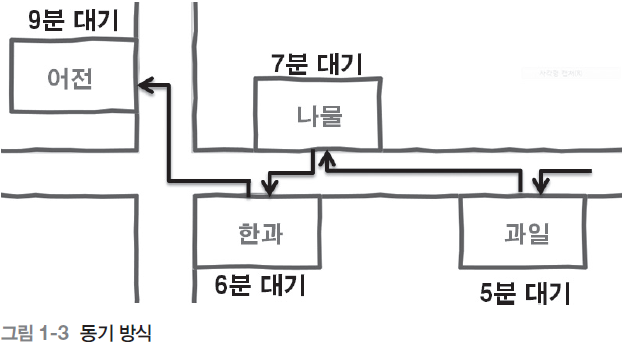 9분 대기
어전
7분 대기
나물
한과
과일
6분 대기
5분 대기
그림 1-3 동기 방식